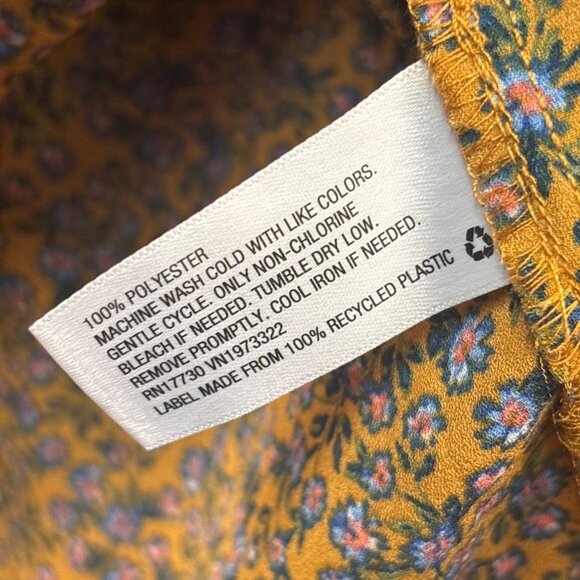 100% POLYESTER
MACHINE WASH COLD WITH LIKE COLORS.
GENTLE CYCLE. ONLY NON-CHLORINE
BLEACH IF NEEDED. TUMBLE DRY LOW.
REMOVE PROMPTLY. COOL IRON IF NEEDED.
RN17730 VN1973322
LABEL MADE FROM 100% RECYCLED PLASTIC